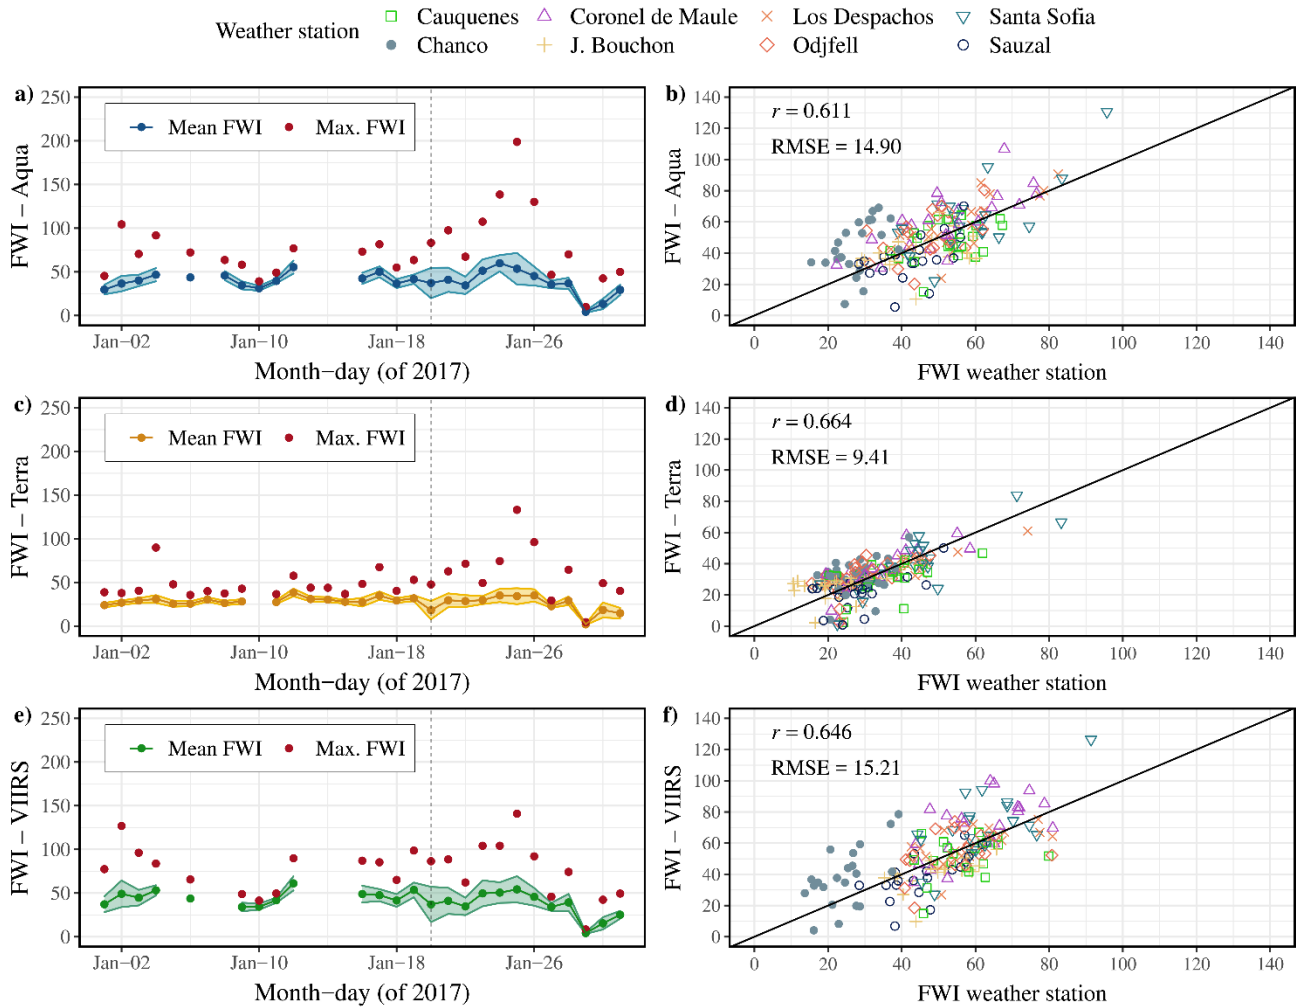 Weather station
Cauquenes
Coronel de Maule
Los Despachos
Santa Sofia
Chanco
J. Bouchon
Odjfell
Sauzal
a)
FWI − Aqua
250
200
150
100
50
0
Mean FWI
Max. FWI
Jan−02
Jan−10
Jan−18
Jan−26
Month−day (of 2017)
b)
FWI − Aqua
140
120
100
80
60
40
20
0
r = 0.611
RMSE = 14.90
0
20
40
60
80
100
120
140
FWI weather station
c)
FWI − Terra
250
200
150
100
50
0
Mean FWI
Max. FWI
Jan−02
Jan−10
Jan−18
Jan−26
Month−day (of 2017)
d)
FWI − Terra
140
120
100
80
60
40
20
0
r = 0.664
RMSE = 9.41
0
20
40
60
80
100
120
140
FWI weather station
e)
FWI − VIIRS
250
200
150
100
50
0
Mean FWI
Max. FWI
Jan−02
Jan−10
Jan−18
Jan−26
Month−day (of 2017)
f)
FWI − VIIRS
140
120
100
80
60
40
20
0
r = 0.646
RMSE = 15.21
0
20
40
60
80
100
120
140
FWI weather station